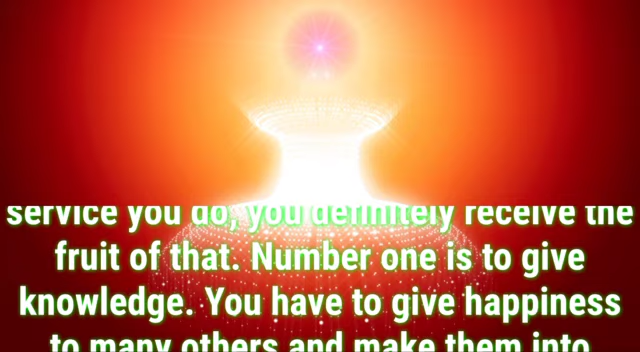 service you do, you definitely receive the
fruit of that. Number one is to give
knowledge. You have to give happiness
to many others and make them into